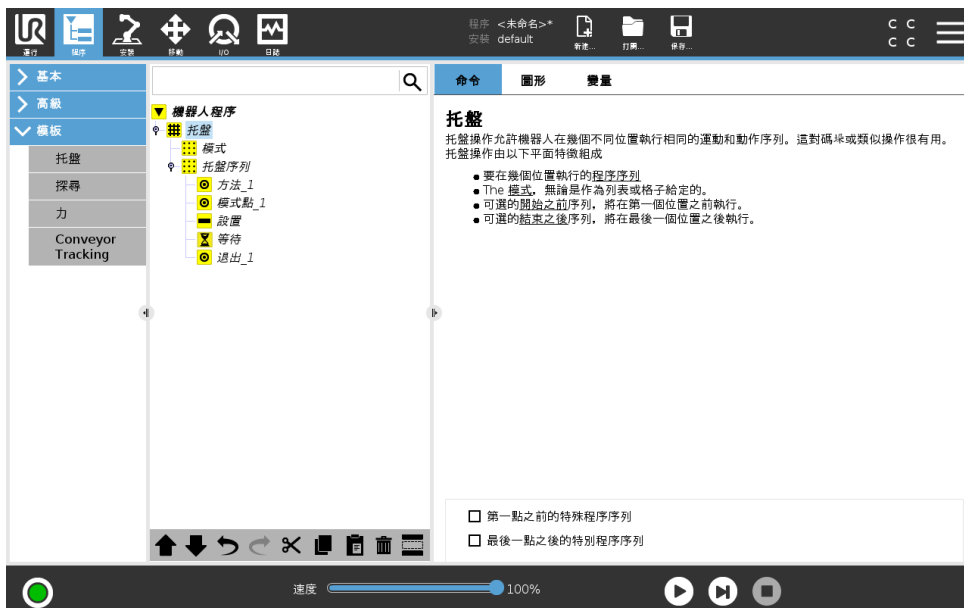 程序 <未命名>*
安裝 default
運行
程序
安裝
移動
I/O
日誌
新建...
打開...
保存...
C C
C C
基本
高級
模板
托盤
探尋
力
Conveyor
Tracking
機器人程序
托盤
模式
托盤序列
方法_1
模式點_1
設置
等待
退出_1
命令
圖形
變量
托盤
托盤操作允許機器人在幾個不同位置執行相同的運動和動作序列。這對碼垛或類似操作很有用。
托盤操作由以下平面特徵組成
要在幾個位置執行的程序序列
The 模式，無論是作為列表或格子給定的。
可選的開始之前序列，將在第一個位置之前執行。
可選的結束之後序列，將在最後一個位置之後執行。
第一點之前的特殊程序序列
最後一點之後的特別程序序列
速度
100%